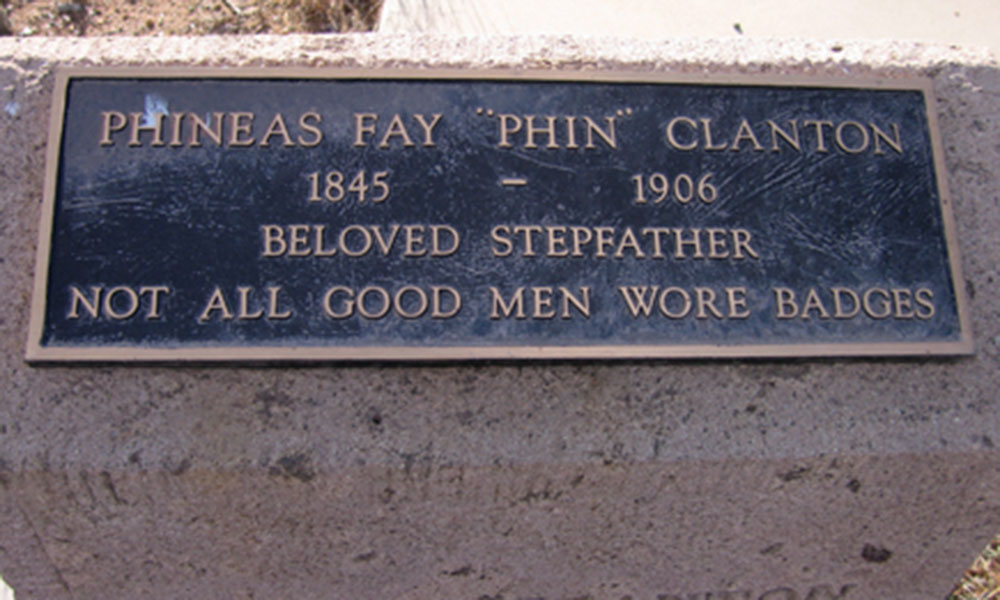 PHINEAS FAY "PHIN" CLANTON
1845 – 1906
BELOVED STEPFATHER
NOT ALL GOOD MEN WORE BADGES